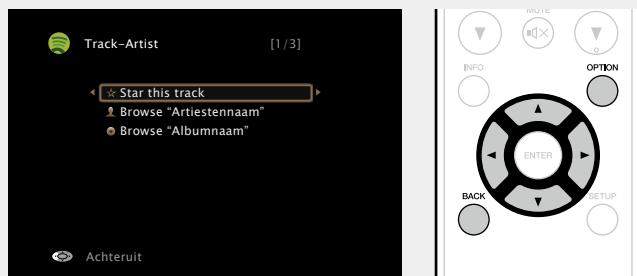 Track-Artist [1/3]
☆ Star this track
Browse “Artiestennaam”
Browse “Albumnaam”
Achteruit
MUTE
INFO
OPTION
ENTER
BACK
SETUP